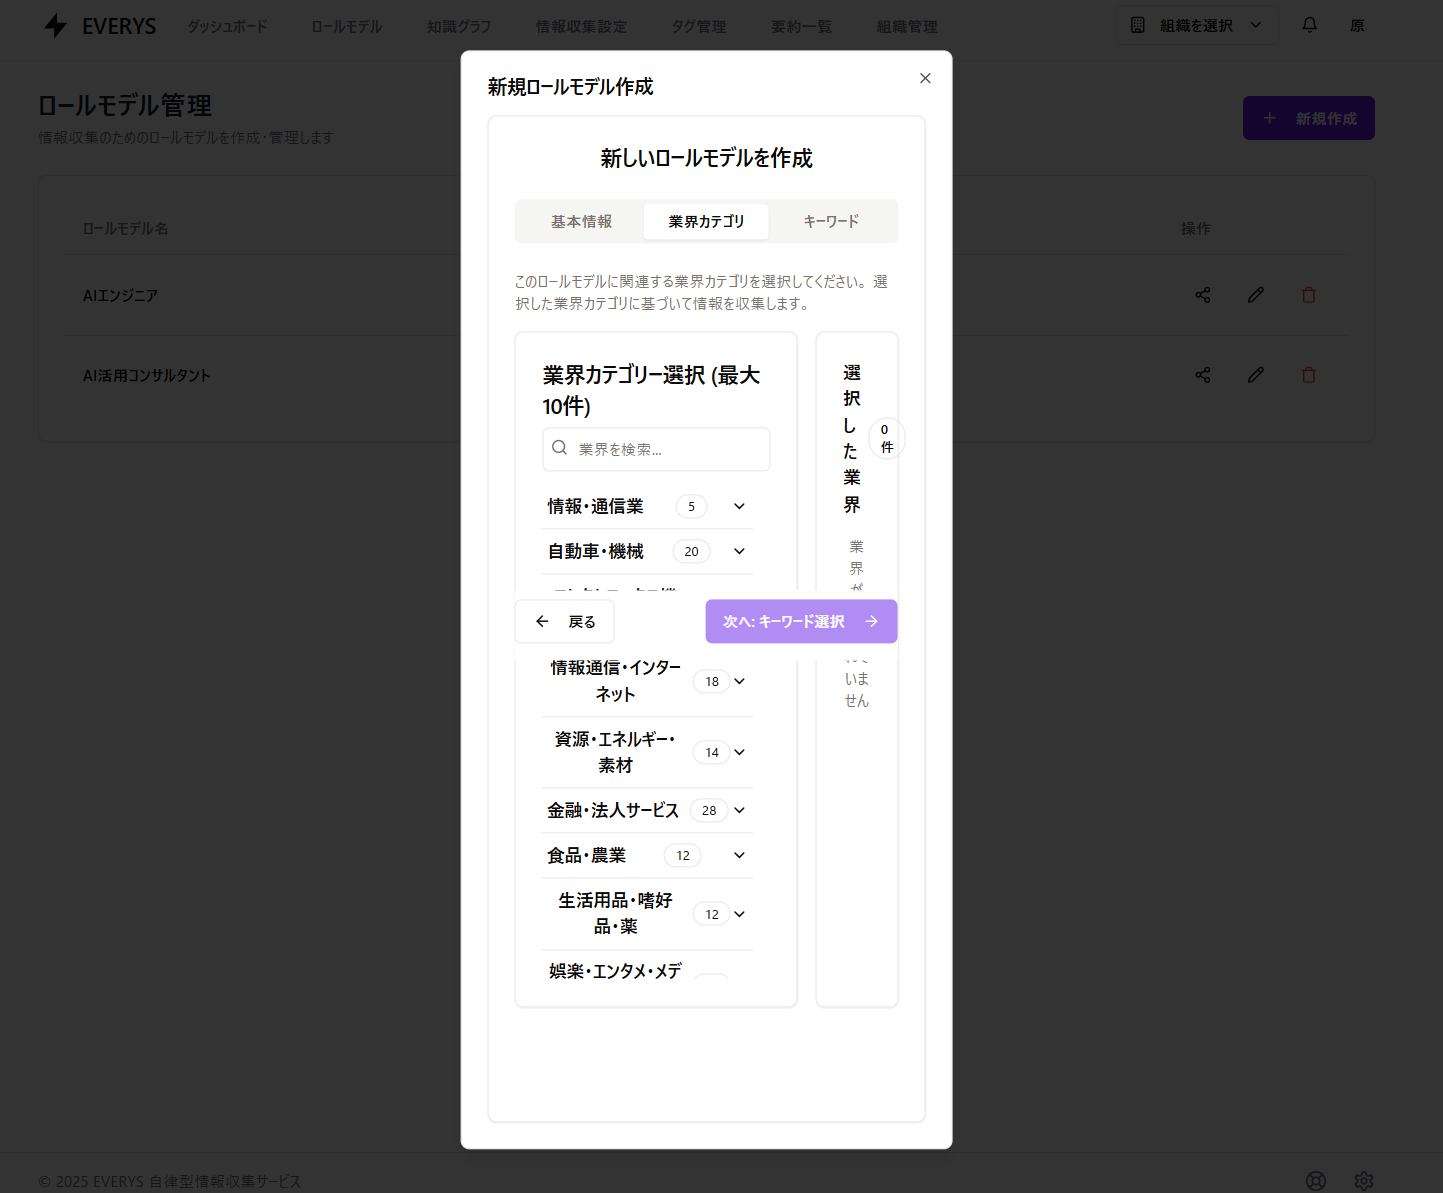 EVERYS ダッシュボード ロールモデル 知識グラフ 情報収集設定 タグ管理 要約一覧 組織管理 組織を選択 原
ロールモデル管理
情報収集のためのロールモデルを作成・管理します
新規作成
ロールモデル名 操作
AIエンジニア
AI活用コンサルタント
新規ロールモデル作成
新しいロールモデルを作成
基本情報 業界カテゴリ キーワード
このロールモデルに関連する業界カテゴリを選択してください。選
択した業界カテゴリに基づいて情報を収集します。
業界カテゴリー選択 (最大
10件)
業界を検索...
情報・通信業 5
自動車・機械 20
戻る 次へ: キーワード選択
情報通信・インター
ネット 18
資源・エネルギー・
素材 14
金融・法人サービス 28
食品・農業 12
生活用品・嗜好
品・薬 12
娯楽・エンタメ・メデ
選
択
し
た
業
界
0
件
業
界
が
いま
せん
© 2025 EVERYS 自律型情報収集サービス